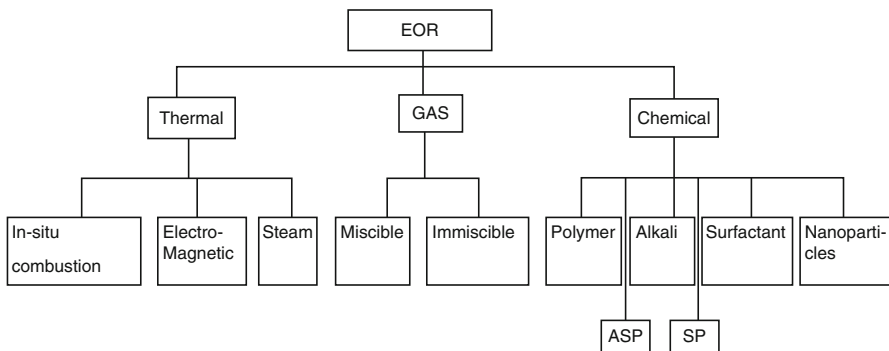 EOR
Thermal
GAS
Chemical
In-situ
combustion
Electro-
Magnetic
Steam
Miscible
Immiscible
Polymer
Alkali
Surfactant
Nanoparti-
cles
ASP
SP